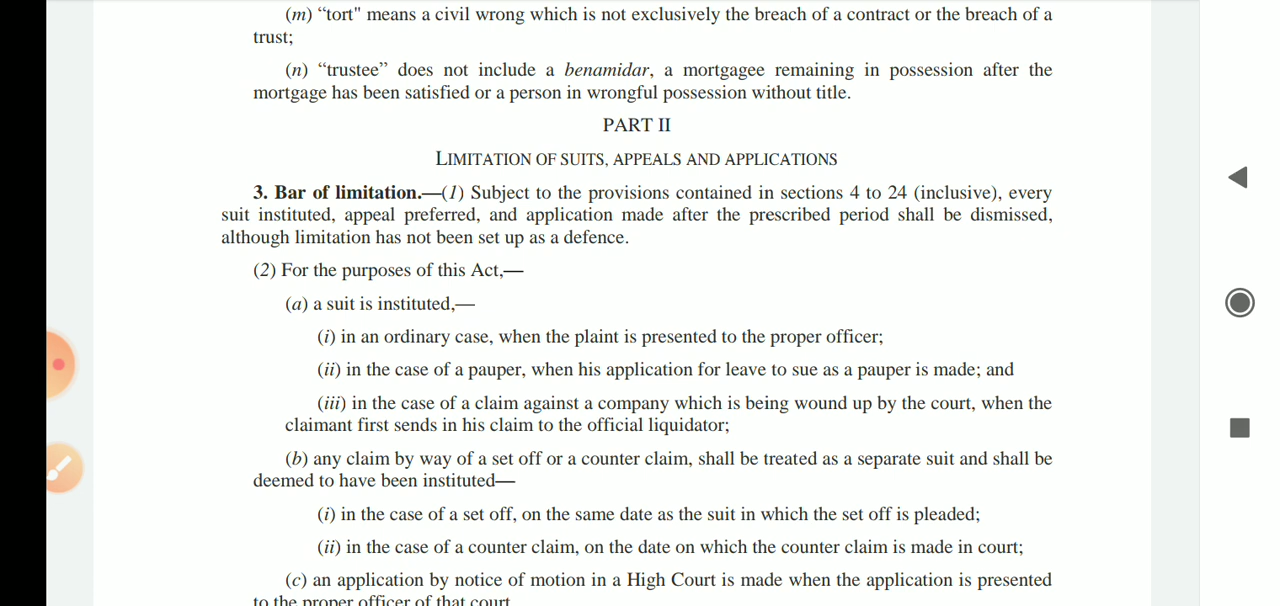 (m) “tort" means a civil wrong which is not exclusively the breach of a contract or the breach of a
trust;
(n) “trustee” does not include a benamidar, a mortgagee remaining in possession after the
mortgage has been satisfied or a person in wrongful possession without title.
PART II
LIMITATION OF SUITS, APPEALS AND APPLICATIONS
3. Bar of limitation.—(1) Subject to the provisions contained in sections 4 to 24 (inclusive), every
suit instituted, appeal preferred, and application made after the prescribed period shall be dismissed,
although limitation has not been set up as a defence.
(2) For the purposes of this Act,—
(a) a suit is instituted,—
(i) in an ordinary case, when the plaint is presented to the proper officer;
(ii) in the case of a pauper, when his application for leave to sue as a pauper is made; and
(iii) in the case of a claim against a company which is being wound up by the court, when the
claimant first sends in his claim to the official liquidator;
(b) any claim by way of a set off or a counter claim, shall be treated as a separate suit and shall be
deemed to have been instituted—
(i) in the case of a set off, on the same date as the suit in which the set off is pleaded;
(ii) in the case of a counter claim, on the date on which the counter claim is made in court;
(c) an application by notice of motion in a High Court is made when the application is presented
to the proper officer of that court